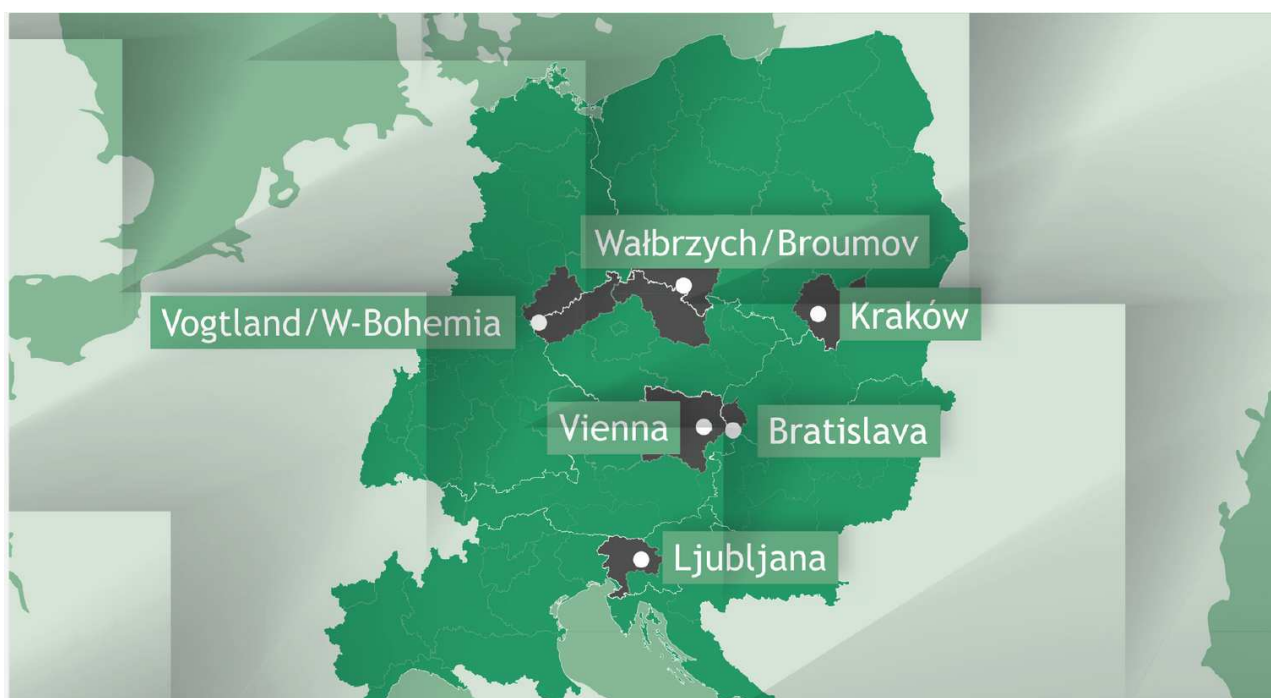 Wałbrzych/Broumov
Vogtland/W-Bohemia
Kraków
Vienna
Bratislava
Ljubljana